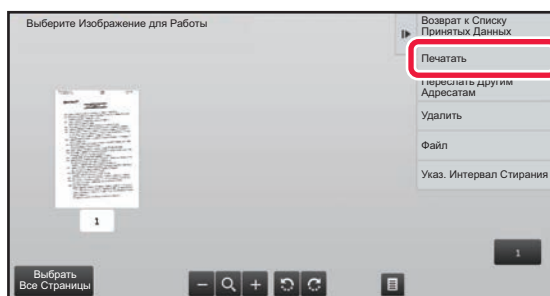 Выберите Изображение для Работы
Возврат к Списку
Принятых Данных
Печатать
Переслать Другим
Адресатам
Удалить
Файл
Указ. Интервал Стирания
1
1
Выбрать
Все Страницы